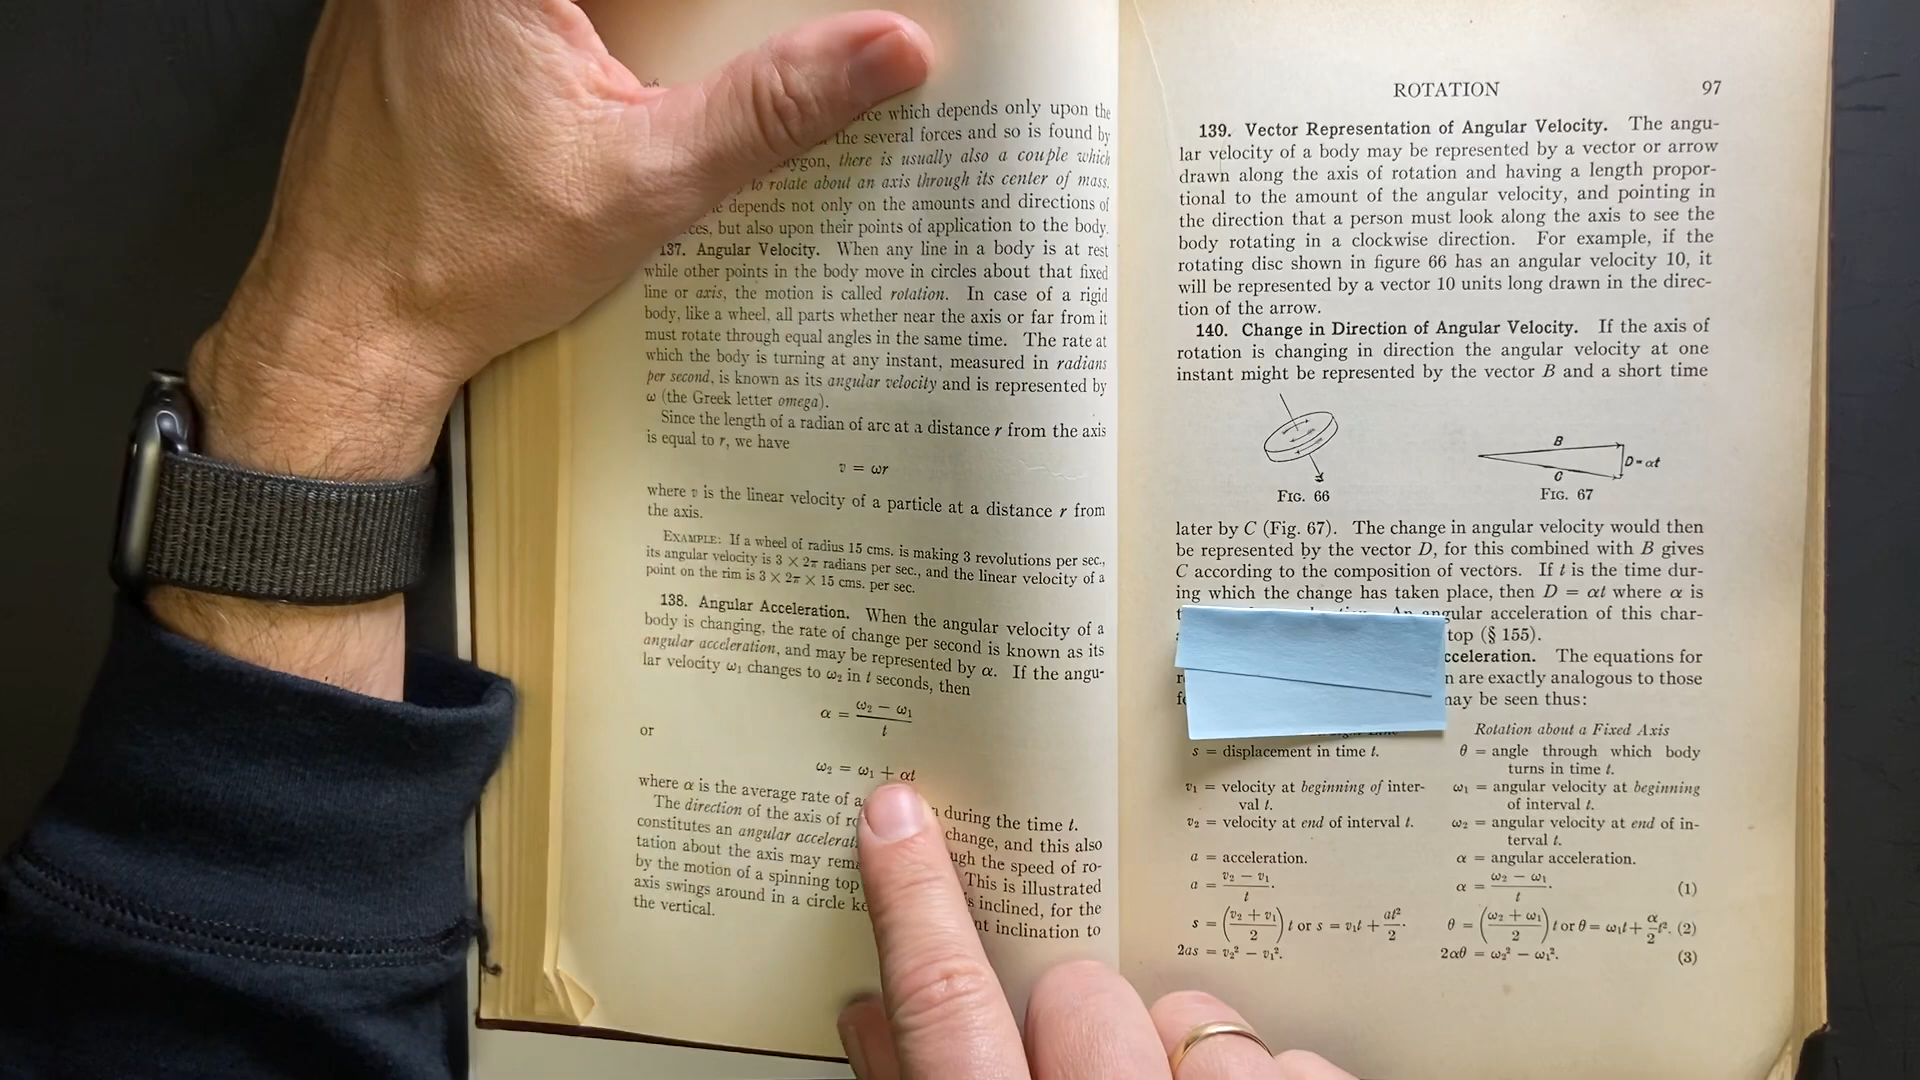 which depends only upon the
the several forces and so is found by
there is usually also a couple which
to rotate about an axis through its center of mass.
depends not only on the amounts and directions of
but also upon their points of application to the body.
137. Angular Velocity. When any line in a body is at rest
while other points in the body move in circles about that fixed
line or axis, the motion is called rotation. In case of a rigid
body, like a wheel, all parts whether near the axis or far from it
must rotate through equal angles in the same time. The rate at
which the body is turning at any instant, measured in radians
per second, is known as its angular velocity and is represented by
ω (the Greek letter omega).
Since the length of a radian of arc at a distance r from the axis
is equal to r, we have
v = ωr
where v is the linear velocity of a particle at a distance r from
the axis.
EXAMPLE: If a wheel of radius 15 cms. is making 3 revolutions per sec.,
its angular velocity is 3 × 2π radians per sec., and the linear velocity of a
point on the rim is 3 × 2π × 15 cms. per sec.
138. Angular Acceleration. When the angular velocity of a
body is changing, the rate of change per second is known as its
angular acceleration, and may be represented by α. If the angu-
lar velocity ω₁ changes to ω₂ in t seconds, then
α = (ω₂ − ω₁)/t
or
ω₂ = ω₁ + αt
where α is the average rate of during the time t.
The direction of the axis of change, and this also
constitutes an angular the speed of ro-
tation about the axis may This is illustrated
by the motion of a spinning top inclined, for the
axis swings around in a circle inclination to
the vertical.
ROTATION 97
139. Vector Representation of Angular Velocity. The angu-
lar velocity of a body may be represented by a vector or arrow
drawn along the axis of rotation and having a length propor-
tional to the amount of the angular velocity, and pointing in
the direction that a person must look along the axis to see the
body rotating in a clockwise direction. For example, if the
rotating disc shown in figure 66 has an angular velocity 10, it
will be represented by a vector 10 units long drawn in the direc-
tion of the arrow.
140. Change in Direction of Angular Velocity. If the axis of
rotation is changing in direction the angular velocity at one
instant might be represented by the vector B and a short time
B
D=αt
C
FIG. 66 FIG. 67
later by C (Fig. 67). The change in angular velocity would then
be represented by the vector D, for this combined with B gives
C according to the composition of vectors. If t is the time dur-
ing which the change has taken place, then D = αt where α is
An angular acceleration of this char-
top (§ 155).
The equations for
are exactly analogous to those
may be seen thus:
Rotation about a Fixed Axis
s = displacement in time t. θ = angle through which body
turns in time t.
v₁ = velocity at beginning of inter- ω₁ = angular velocity at beginning
val t. of interval t.
v₂ = velocity at end of interval t. ω₂ = angular velocity at end of in-
terval t.
a = acceleration. α = angular acceleration.
a = (v₂ − v₁)/t. α = (ω₂ − ω₁)/t. (1)
s = ((v₂ + v₁)/2) t or s = v₁t + at²/2. θ = ((ω₂ + ω₁)/2) t or θ = ω₁t + α/2 t². (2)
2as = v₂² − v₁². 2αθ = ω₂² − ω₁². (3)